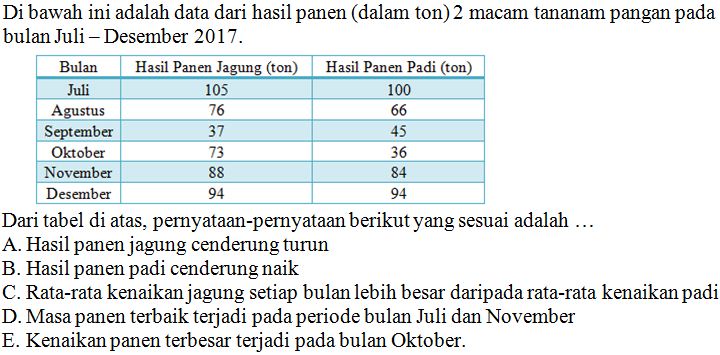 Di bawah ini adalah data dari hasil panen (dalam ton) 2 macam tananam pangan pada
bulan Juli – Desember 2017.
Bulan Hasil Panen Jagung (ton) Hasil Panen Padi (ton)
Juli 105 100
Agustus 76 66
September 37 45
Oktober 73 36
November 88 84
Desember 94 94
Dari tabel di atas, pernyataan-pernyataan berikut yang sesuai adalah …
A. Hasil panen jagung cenderung turun
B. Hasil panen padi cenderung naik
C. Rata-rata kenaikan jagung setiap bulan lebih besar daripada rata-rata kenaikan padi
D. Masa panen terbaik terjadi pada periode bulan Juli dan November
E. Kenaikan panen terbesar terjadi pada bulan Oktober.